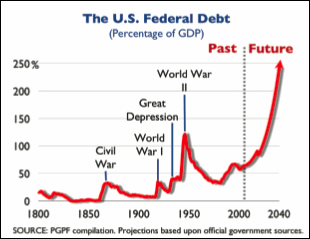 The U.S. Federal Debt
(Percentage of GDP)
Past Future
250%
200
150
100
50
0
World War
II
Great
Depression
World
War I
Civil
War
1800 1850 1900 1950 2000 2040
SOURCE: PGPF compilation. Projections based upon official government sources.